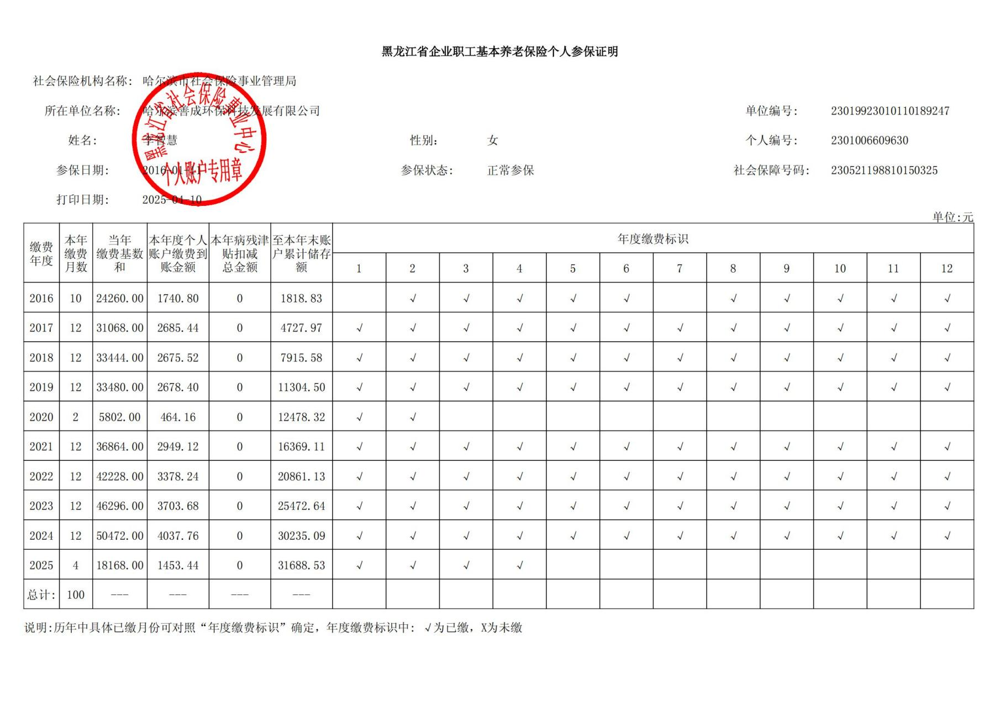 黑龙江省企业职工基本养老保险个人参保证明
社会保险机构名称: 哈尔滨市社会保险事业管理局
所在单位名称: 哈尔滨善成环保科技发展有限公司 单位编号: 23019923010110189247
姓名: 李智慧 性别: 女 个人编号: 2301006609630
参保日期: 2016-01-11 参保状态: 正常参保 社会保障号码: 230521198810150325
打印日期: 2025-04-10
黑龙江省社会保险事业中心
个人账户专用章
单位:元
缴费年度 本年缴费月数 当年缴费基数和 本年度个人账户缴费到账金额 本年病残津贴扣减总金额 至本年末账户累计储存额 年度缴费标识
1 2 3 4 5 6 7 8 9 10 11 12
2016 10 24260.00 1740.80 0 1818.83 √ √ √ √ √ √ √ √ √ √
2017 12 31068.00 2685.44 0 4727.97 √ √ √ √ √ √ √ √ √ √ √ √
2018 12 33444.00 2675.52 0 7915.58 √ √ √ √ √ √ √ √ √ √ √ √
2019 12 33480.00 2678.40 0 11304.50 √ √ √ √ √ √ √ √ √ √ √ √
2020 2 5802.00 464.16 0 12478.32 √ √
2021 12 36864.00 2949.12 0 16369.11 √ √ √ √ √ √ √ √ √ √ √ √
2022 12 42228.00 3378.24 0 20861.13 √ √ √ √ √ √ √ √ √ √ √ √
2023 12 46296.00 3703.68 0 25472.64 √ √ √ √ √ √ √ √ √ √ √ √
2024 12 50472.00 4037.76 0 30235.09 √ √ √ √ √ √ √ √ √ √ √ √
2025 4 18168.00 1453.44 0 31688.53 √ √ √ √
总计: 100 --- --- --- ---
说明:历年中具体已缴月份可对照“年度缴费标识”确定，年度缴费标识中: √为已缴，X为未缴